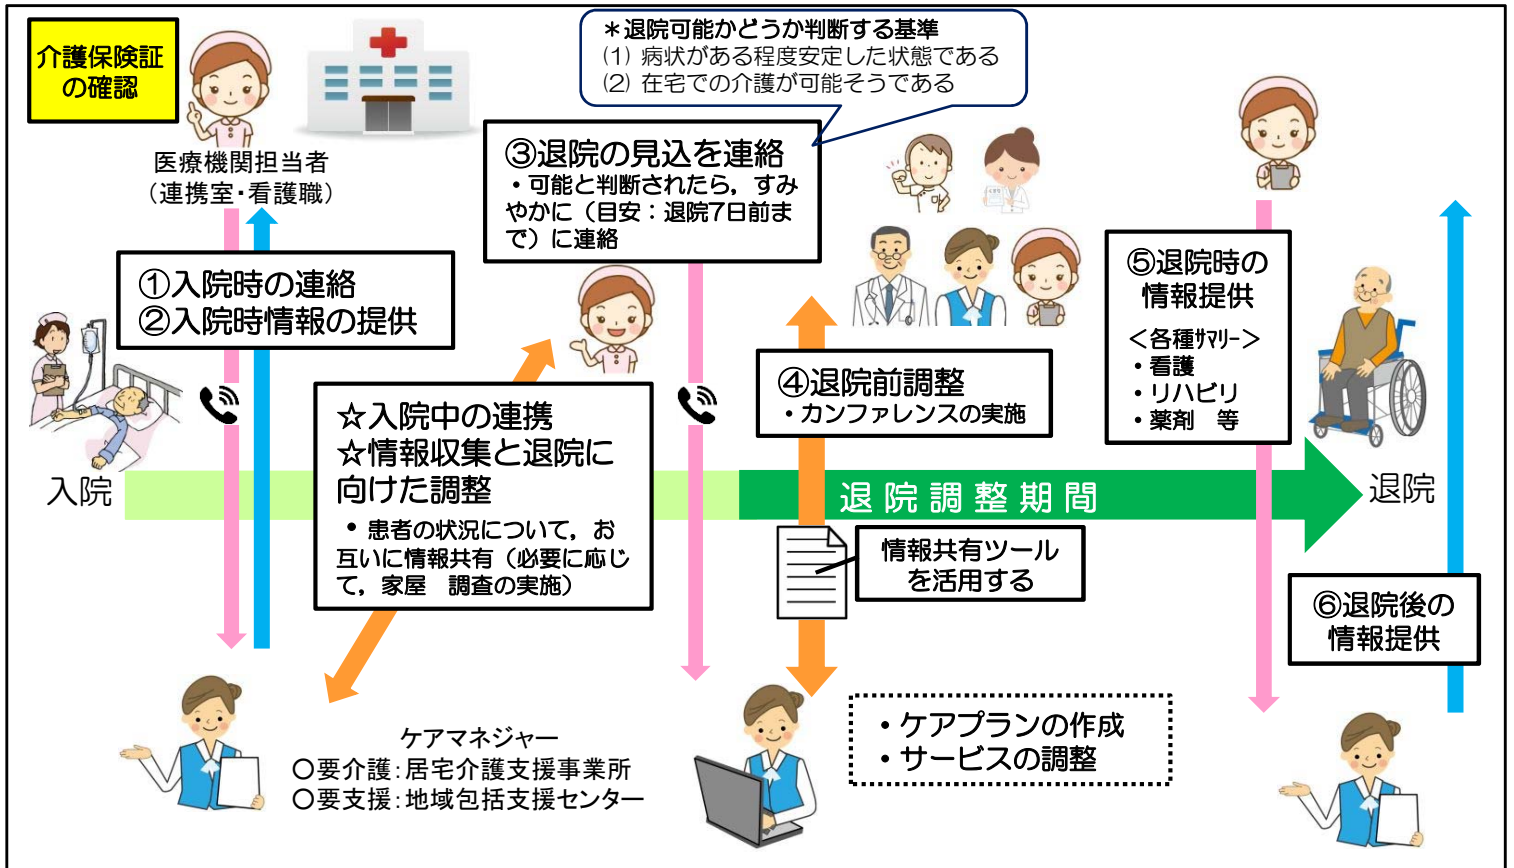 介護保険証
の確認
医療機関担当者
（連携室・看護職）
＊退院可能かどうか判断する基準
(1) 病状がある程度安定した状態である
(2) 在宅での介護が可能そうである
①入院時の連絡
②入院時情報の提供
③退院の見込を連絡
・可能と判断されたら，すみ
やかに（目安：退院7日前ま
で）に連絡
☆入院中の連携
☆情報収集と退院に
向けた調整
・患者の状況について，お
互いに情報共有（必要に応じ
て，家屋　調査の実施）
④退院前調整
・カンファレンスの実施
⑤退院時の
情報提供
＜各種ｻﾏﾘｰ＞
・看護
・リハビリ
・薬剤　等
入院
退院調整期間
退院
情報共有ツール
を活用する
⑥退院後の
情報提供
ケアマネジャー
○要介護：居宅介護支援事業所
○要支援：地域包括支援センター
・ケアプランの作成
・サービスの調整